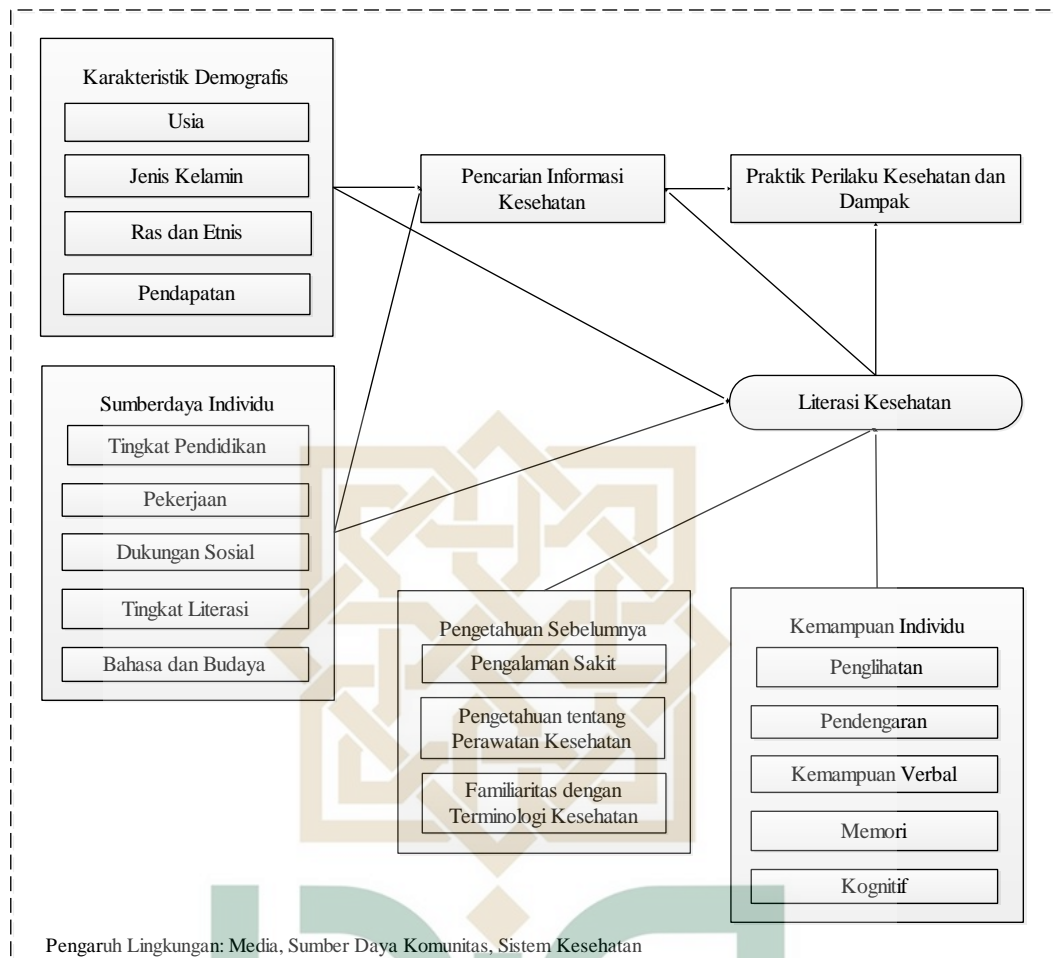 Karakteristik Demografis
Usia
Jenis Kelamin
Ras dan Etnis
Pendapatan
Pencarian Informasi
Kesehatan
Praktik Perilaku Kesehatan dan
Dampak
Sumberdaya Individu
Tingkat Pendidikan
Pekerjaan
Dukungan Sosial
Tingkat Literasi
Bahasa dan Budaya
Literasi Kesehatan
Pengetahuan Sebelumnya
Pengalaman Sakit
Pengetahuan tentang
Perawatan Kesehatan
Familiaritas dengan
Terminologi Kesehatan
Kemampuan Individu
Penglihatan
Pendengaran
Kemampuan Verbal
Memori
Kognitif
Pengaruh Lingkungan: Media, Sumber Daya Komunitas, Sistem Kesehatan